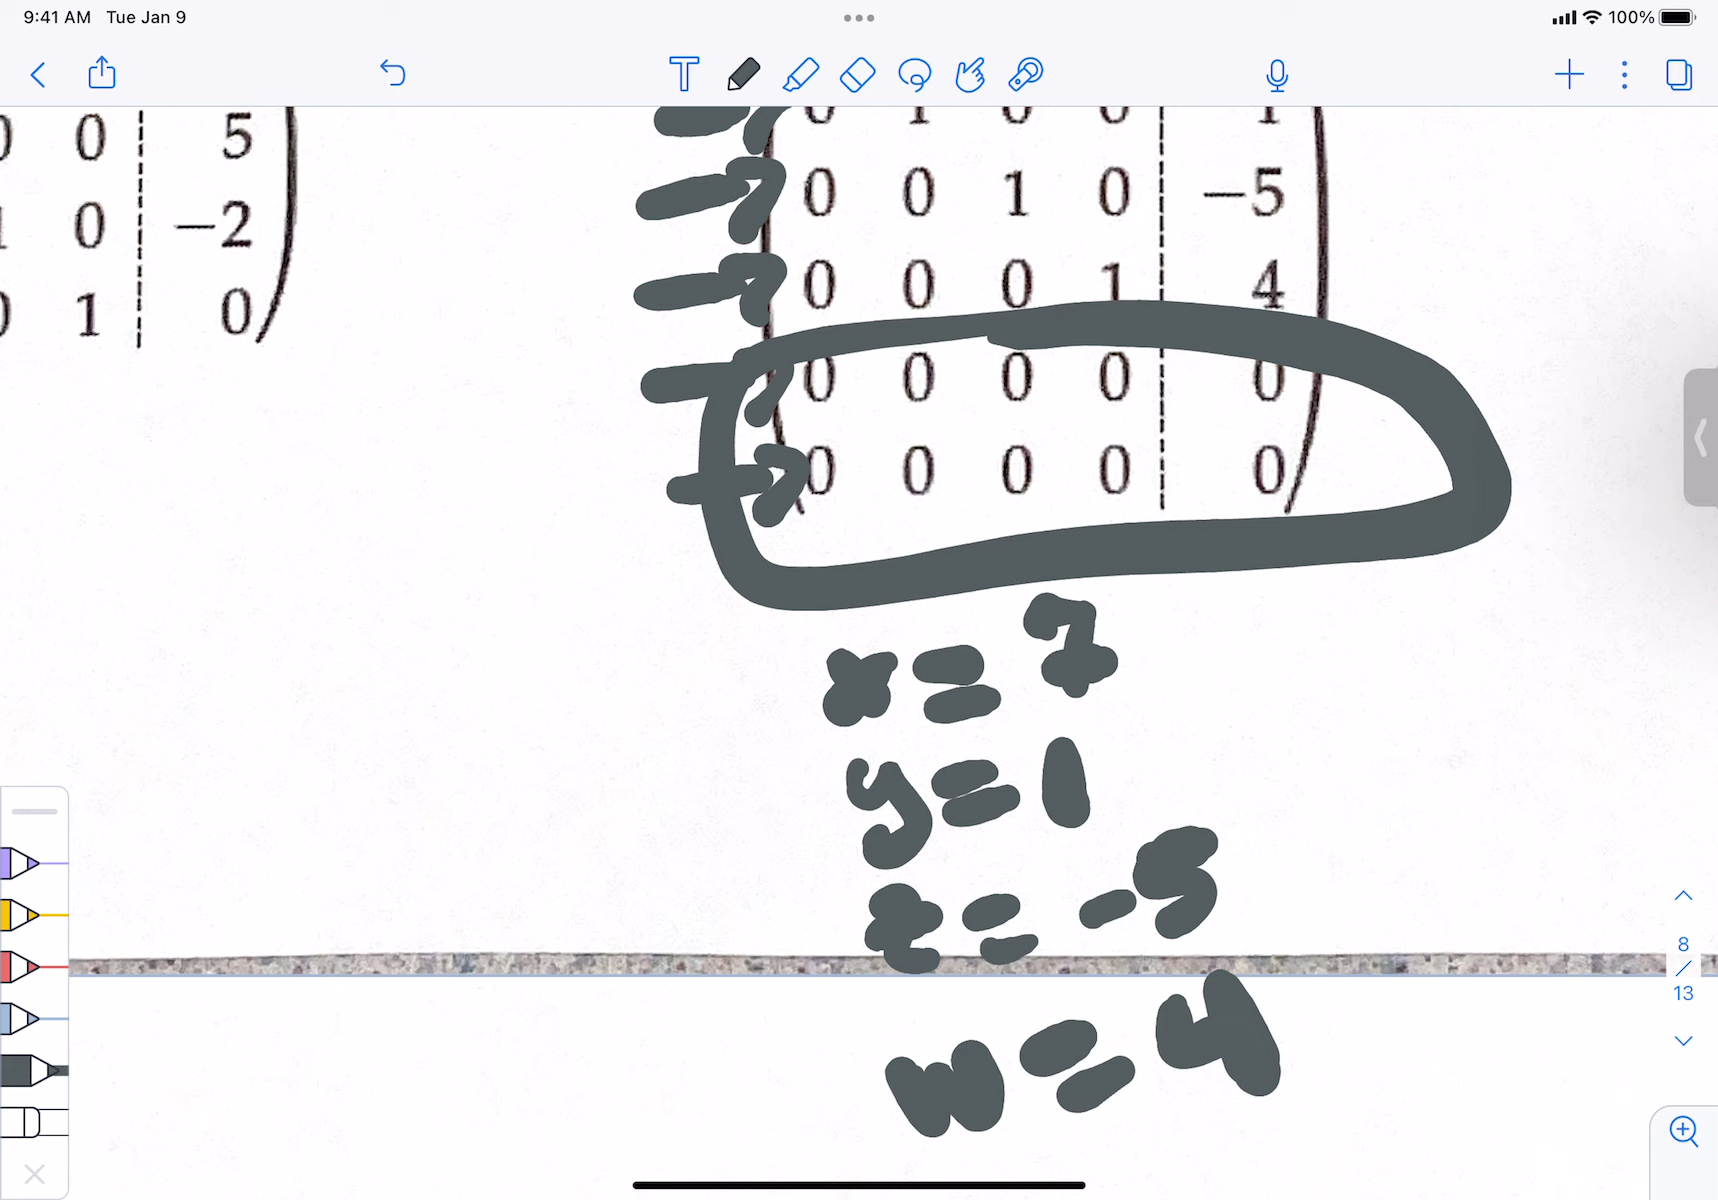 9:41 AM Tue Jan 9
100%
0 0 5
1 0 −2
0 1 0
0 1 0 0 1
0 0 1 0 −5
0 0 0 1 4
0 0 0 0 0
0 0 0 0 0
x = 7
y = 1
z = -5
w = 4
8
/
13